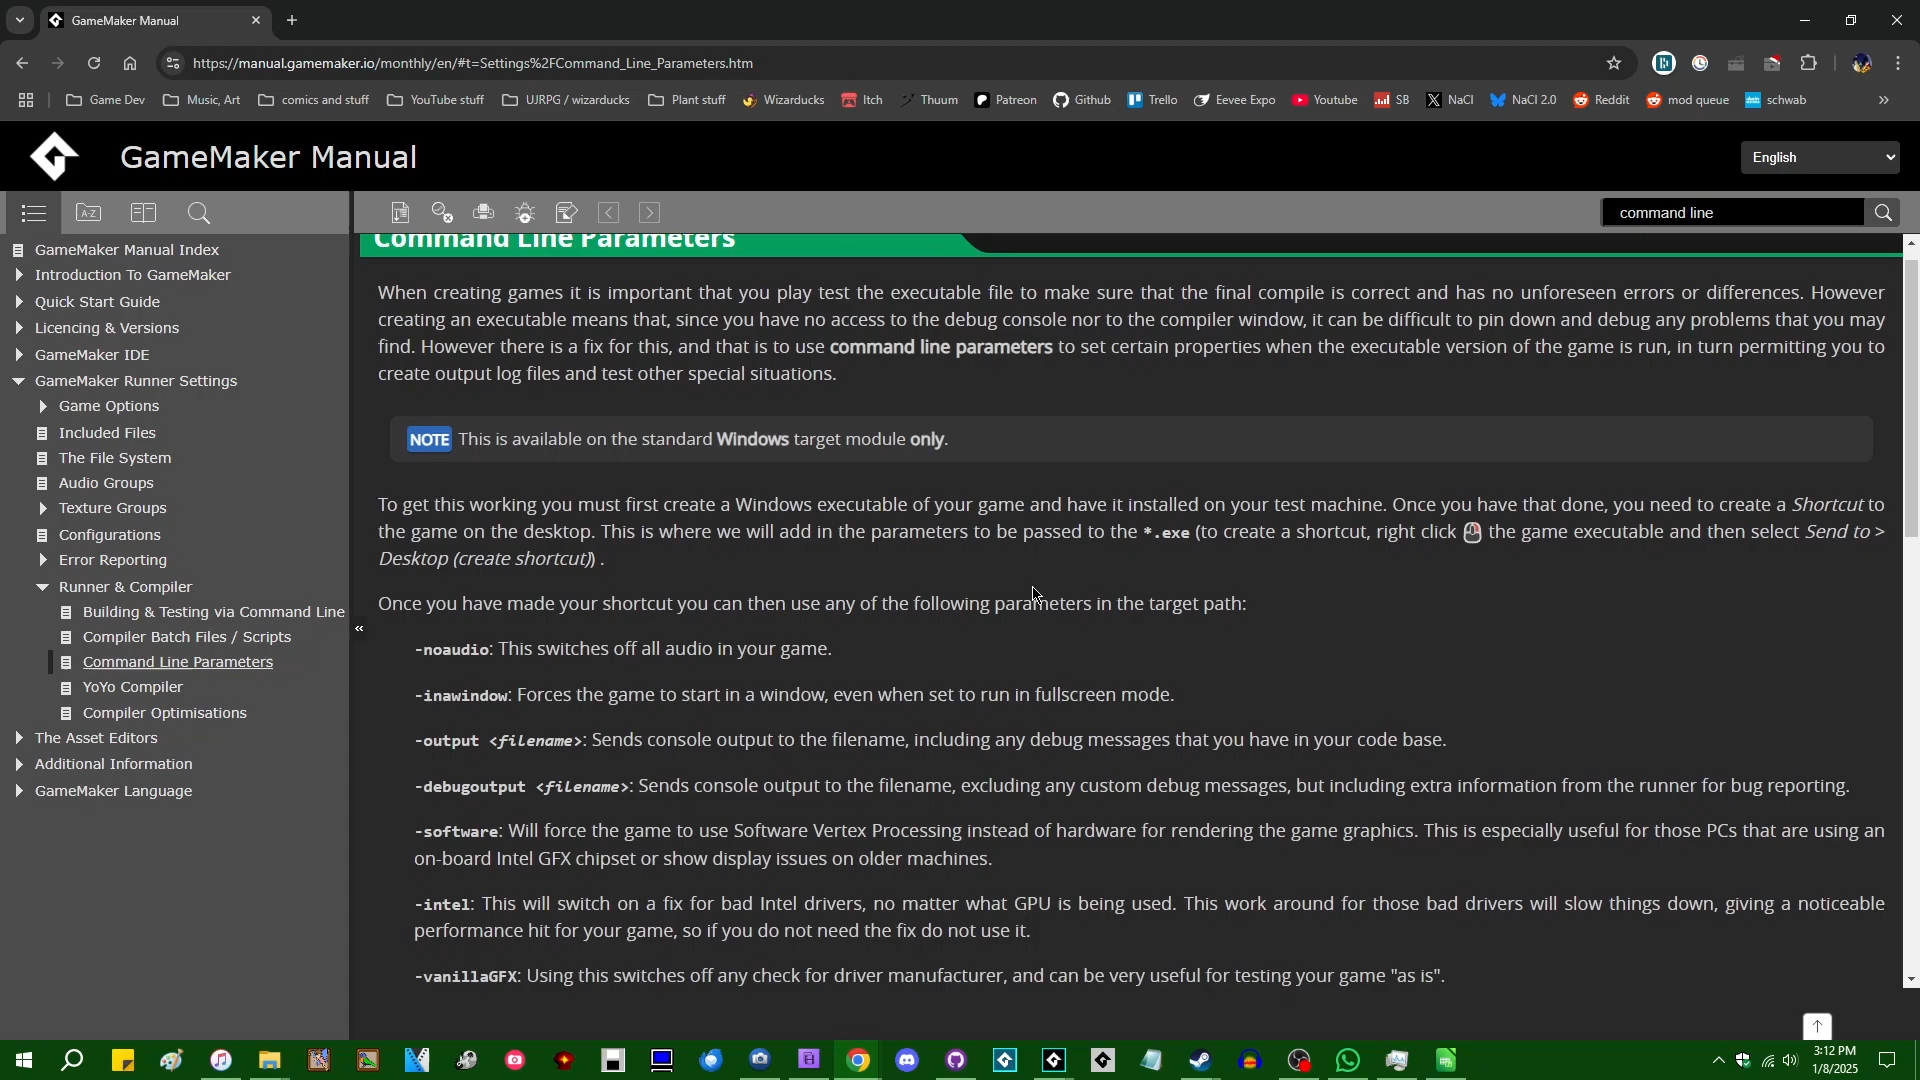 GameMaker Manual
https://manual.gamemaker.io/monthly/en/#t=Settings%2FCommand_Line_Parameters.htm
Game Dev
Music, Art
comics and stuff
YouTube stuff
UJRPG / wizarducks
Plant stuff
Wizarducks
Itch
Thuum
Patreon
Github
Trello
Eevee Expo
Youtube
SB
NaCl
NaCl 2.0
Reddit
mod queue
schwab
GameMaker Manual
English
A-Z
command line
GameMaker Manual Index
Introduction To GameMaker
Quick Start Guide
Licencing & Versions
GameMaker IDE
GameMaker Runner Settings
Game Options
Included Files
The File System
Audio Groups
Texture Groups
Configurations
Error Reporting
Runner & Compiler
Building & Testing via Command Line
Compiler Batch Files / Scripts
Command Line Parameters
YoYo Compiler
Compiler Optimisations
The Asset Editors
Additional Information
GameMaker Language
Command Line Parameters
When creating games it is important that you play test the executable file to make sure that the final compile is correct and has no unforeseen errors or differences. However
creating an executable means that, since you have no access to the debug console nor to the compiler window, it can be difficult to pin down and debug any problems that you may
find. However there is a fix for this, and that is to use command line parameters to set certain properties when the executable version of the game is run, in turn permitting you to
create output log files and test other special situations.
NOTE This is available on the standard Windows target module only.
To get this working you must first create a Windows executable of your game and have it installed on your test machine. Once you have that done, you need to create a Shortcut to
the game on the desktop. This is where we will add in the parameters to be passed to the *.exe (to create a shortcut, right click the game executable and then select Send to >
Desktop (create shortcut)) .
Once you have made your shortcut you can then use any of the following parameters in the target path:
-noaudio: This switches off all audio in your game.
-inawindow: Forces the game to start in a window, even when set to run in fullscreen mode.
-output <filename>: Sends console output to the filename, including any debug messages that you have in your code base.
-debugoutput <filename>: Sends console output to the filename, excluding any custom debug messages, but including extra information from the runner for bug reporting.
-software: Will force the game to use Software Vertex Processing instead of hardware for rendering the game graphics. This is especially useful for those PCs that are using an
on-board Intel GFX chipset or show display issues on older machines.
-intel: This will switch on a fix for bad Intel drivers, no matter what GPU is being used. This work around for those bad drivers will slow things down, giving a noticeable
performance hit for your game, so if you do not need the fix do not use it.
-vanillaGFX: Using this switches off any check for driver manufacturer, and can be very useful for testing your game "as is".
3:12 PM
1/8/2025